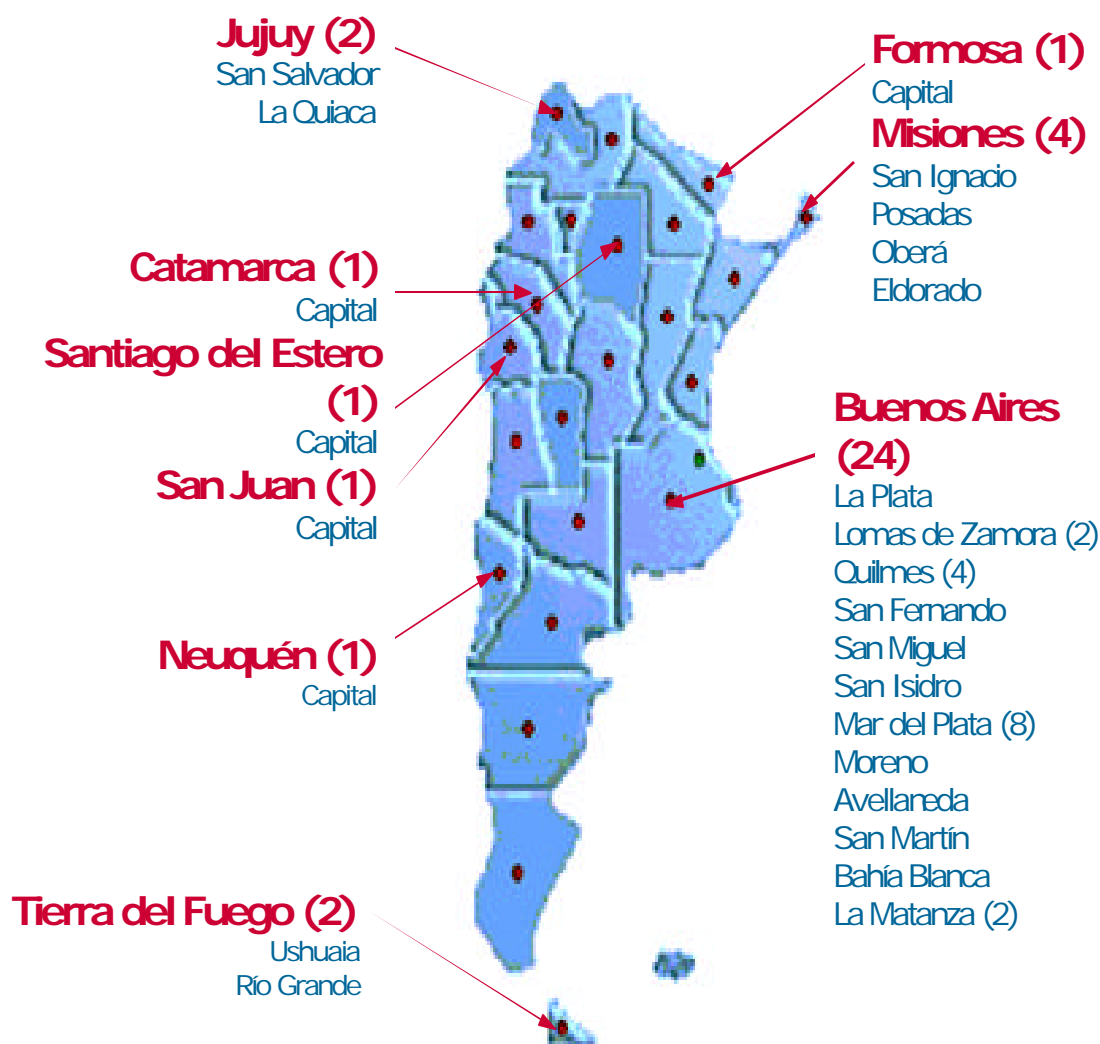 Jujuy (2)
San Salvador
La Quiaca
Catamarca (1)
Capital
Santiago del Estero
(1)
Capital
San Juan (1)
Capital
Neuquén (1)
Capital
Tierra del Fuego (2)
Ushuaia
Río Grande
Formosa (1)
Capital
Misiones (4)
San Ignacio
Posadas
Oberá
Eldorado
Buenos Aires
(24)
La Plata
Lomas de Zamora (2)
Quilmes (4)
San Fernando
San Miguel
San Isidro
Mar del Plata (8)
Moreno
Avellaneda
San Martín
Bahía Blanca
La Matanza (2)